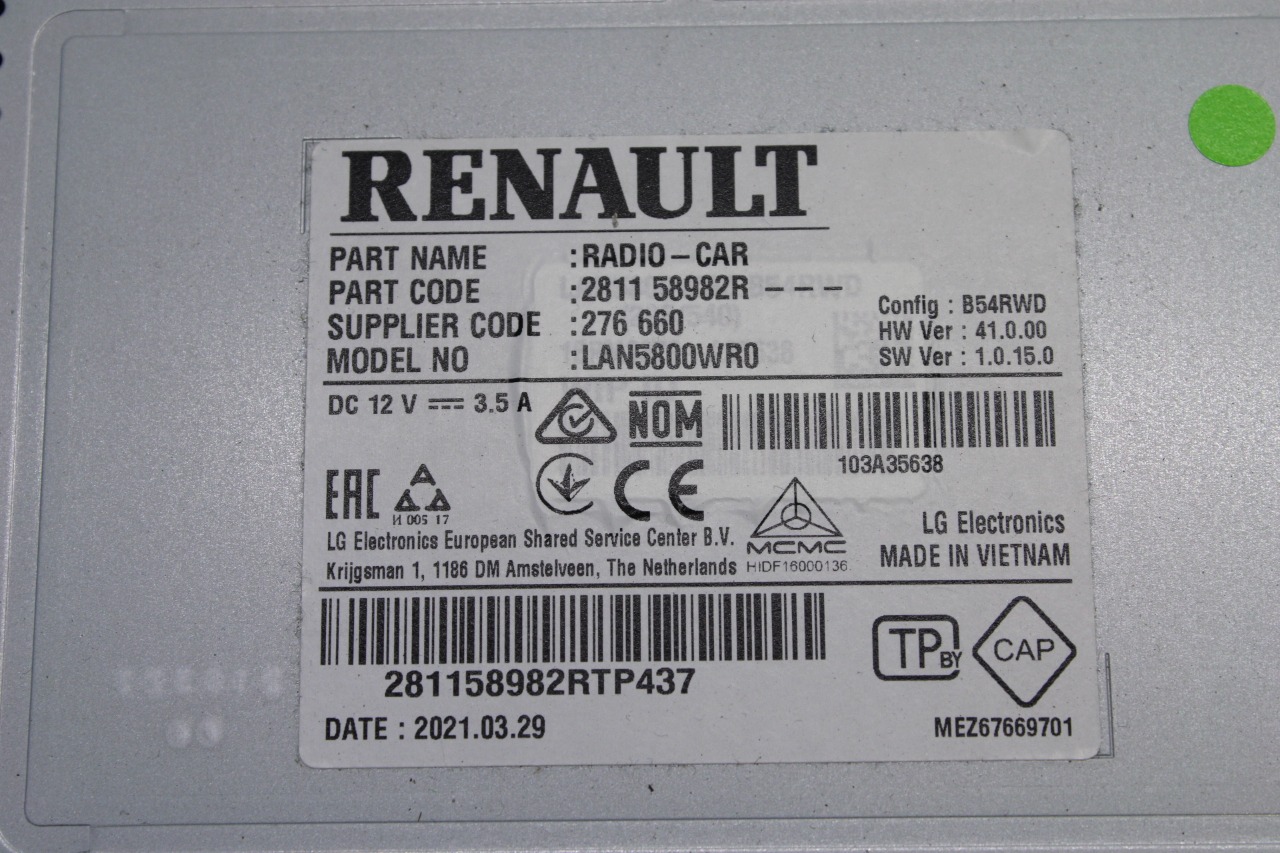 RENAULT
PART NAME :RADIO-CAR
PART CODE :2811 58982R - - -
SUPPLIER CODE :276 660
MODEL NO :LAN5800WR0
Config : B54RWD
HW Ver : 41.0.00
SW Ver : 1.0.15.0
DC 12 V ⎓ 3.5 A
NOM
103A35638
EAC
И 005 17
CE
MCMC
HIDF16000136
LG Electronics European Shared Service Center B.V.
Krijgsman 1, 1186 DM Amstelveen, The Netherlands
LG Electronics
MADE IN VIETNAM
281158982RTP437
TP BY
CAP
DATE : 2021.03.29
MEZ67669701